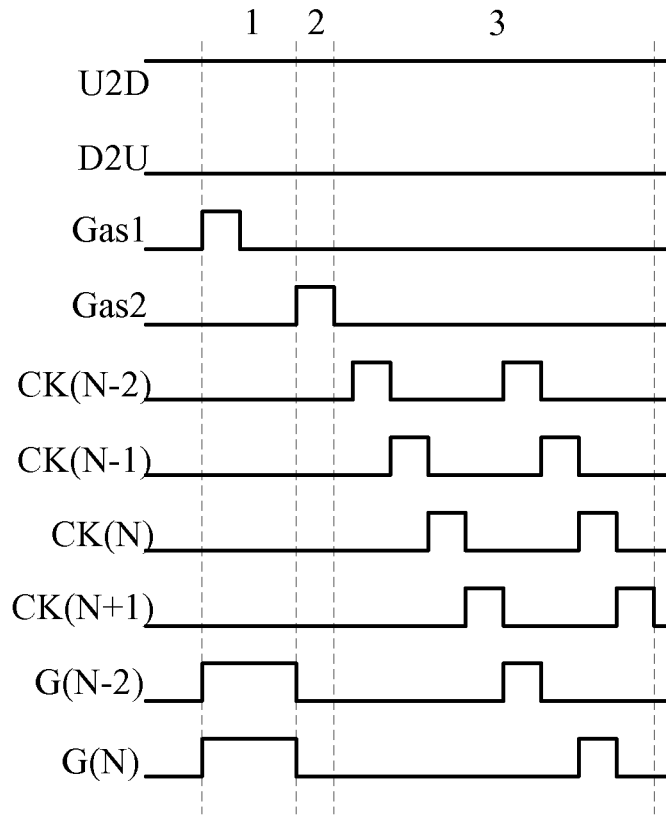 1 2 3
U2D
D2U
Gas1
Gas2
CK(N-2)
CK(N-1)
CK(N)
CK(N+1)
G(N-2)
G(N)